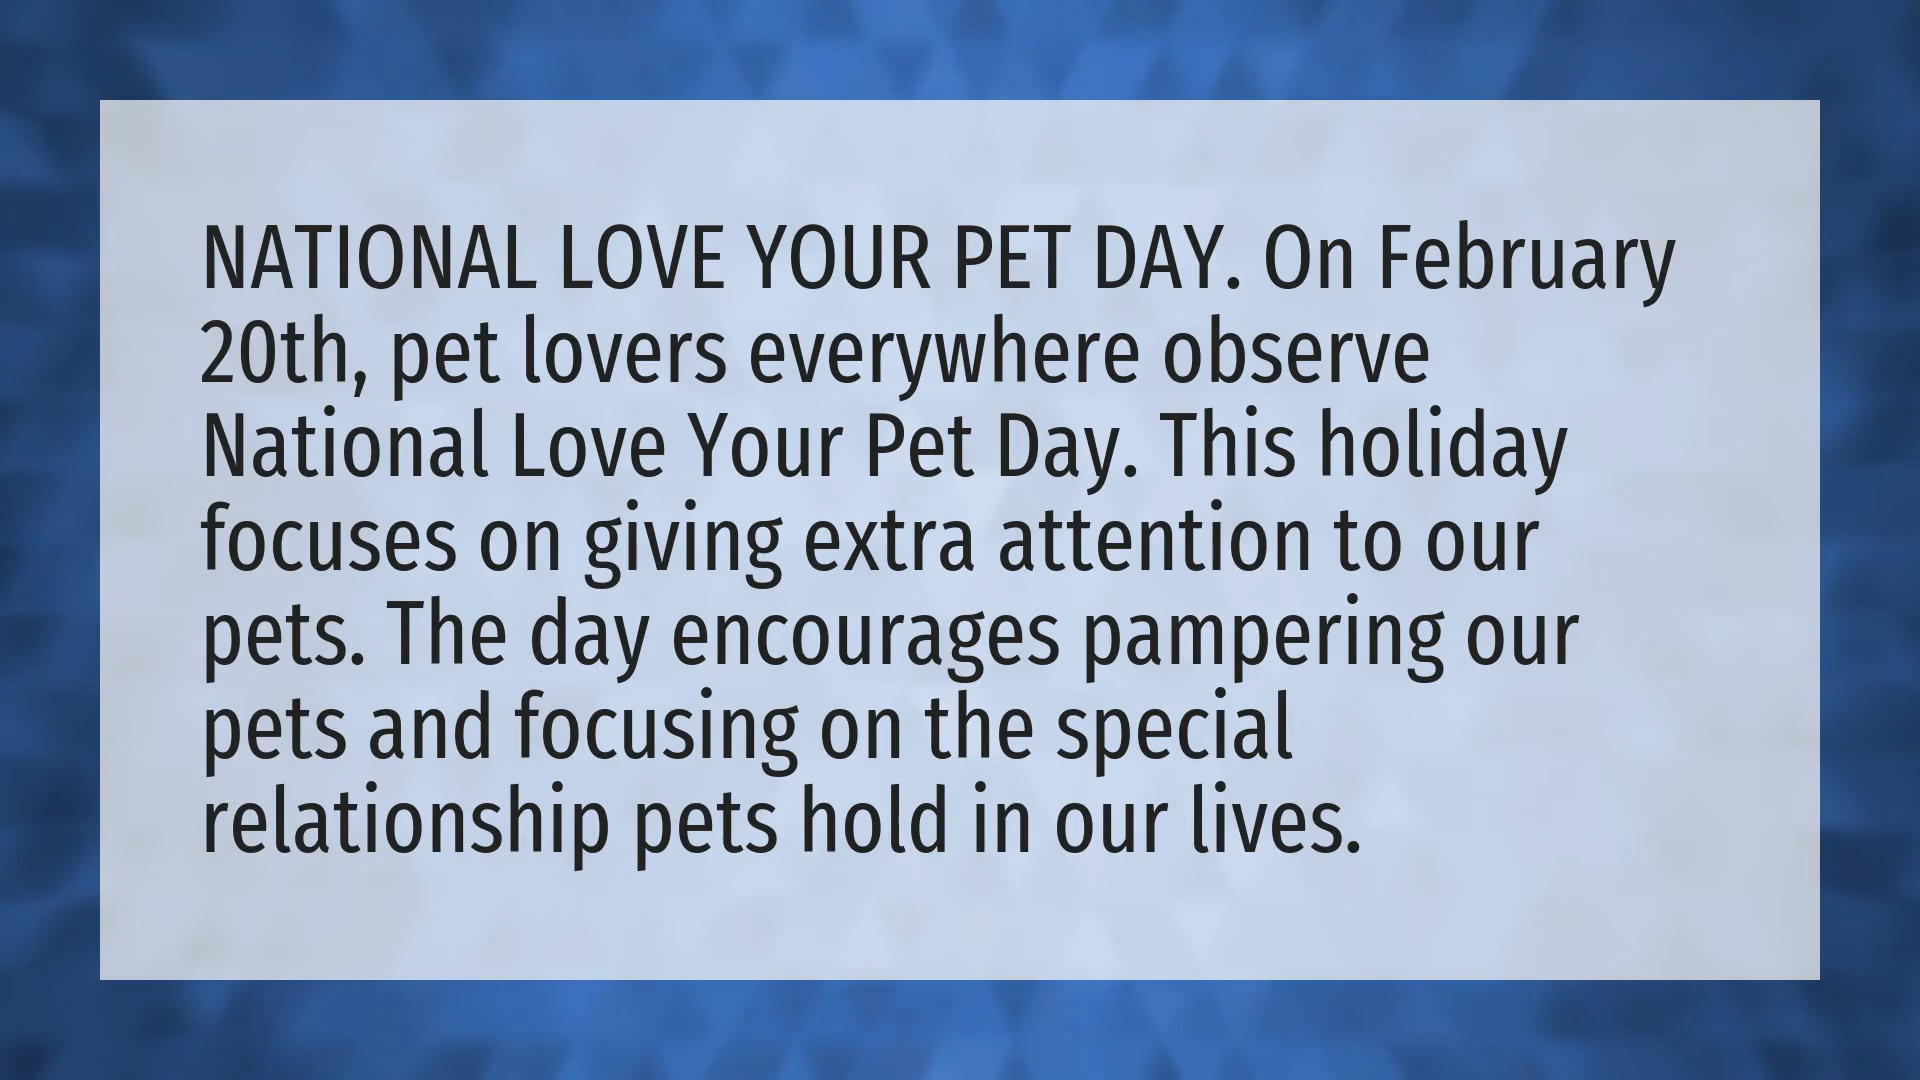 NATIONAL LOVE YOUR PET DAY. On February
20th, pet lovers everywhere observe
National Love Your Pet Day. This holiday
focuses on giving extra attention to our
pets. The day encourages pampering our
pets and focusing on the special
relationship pets hold in our lives.